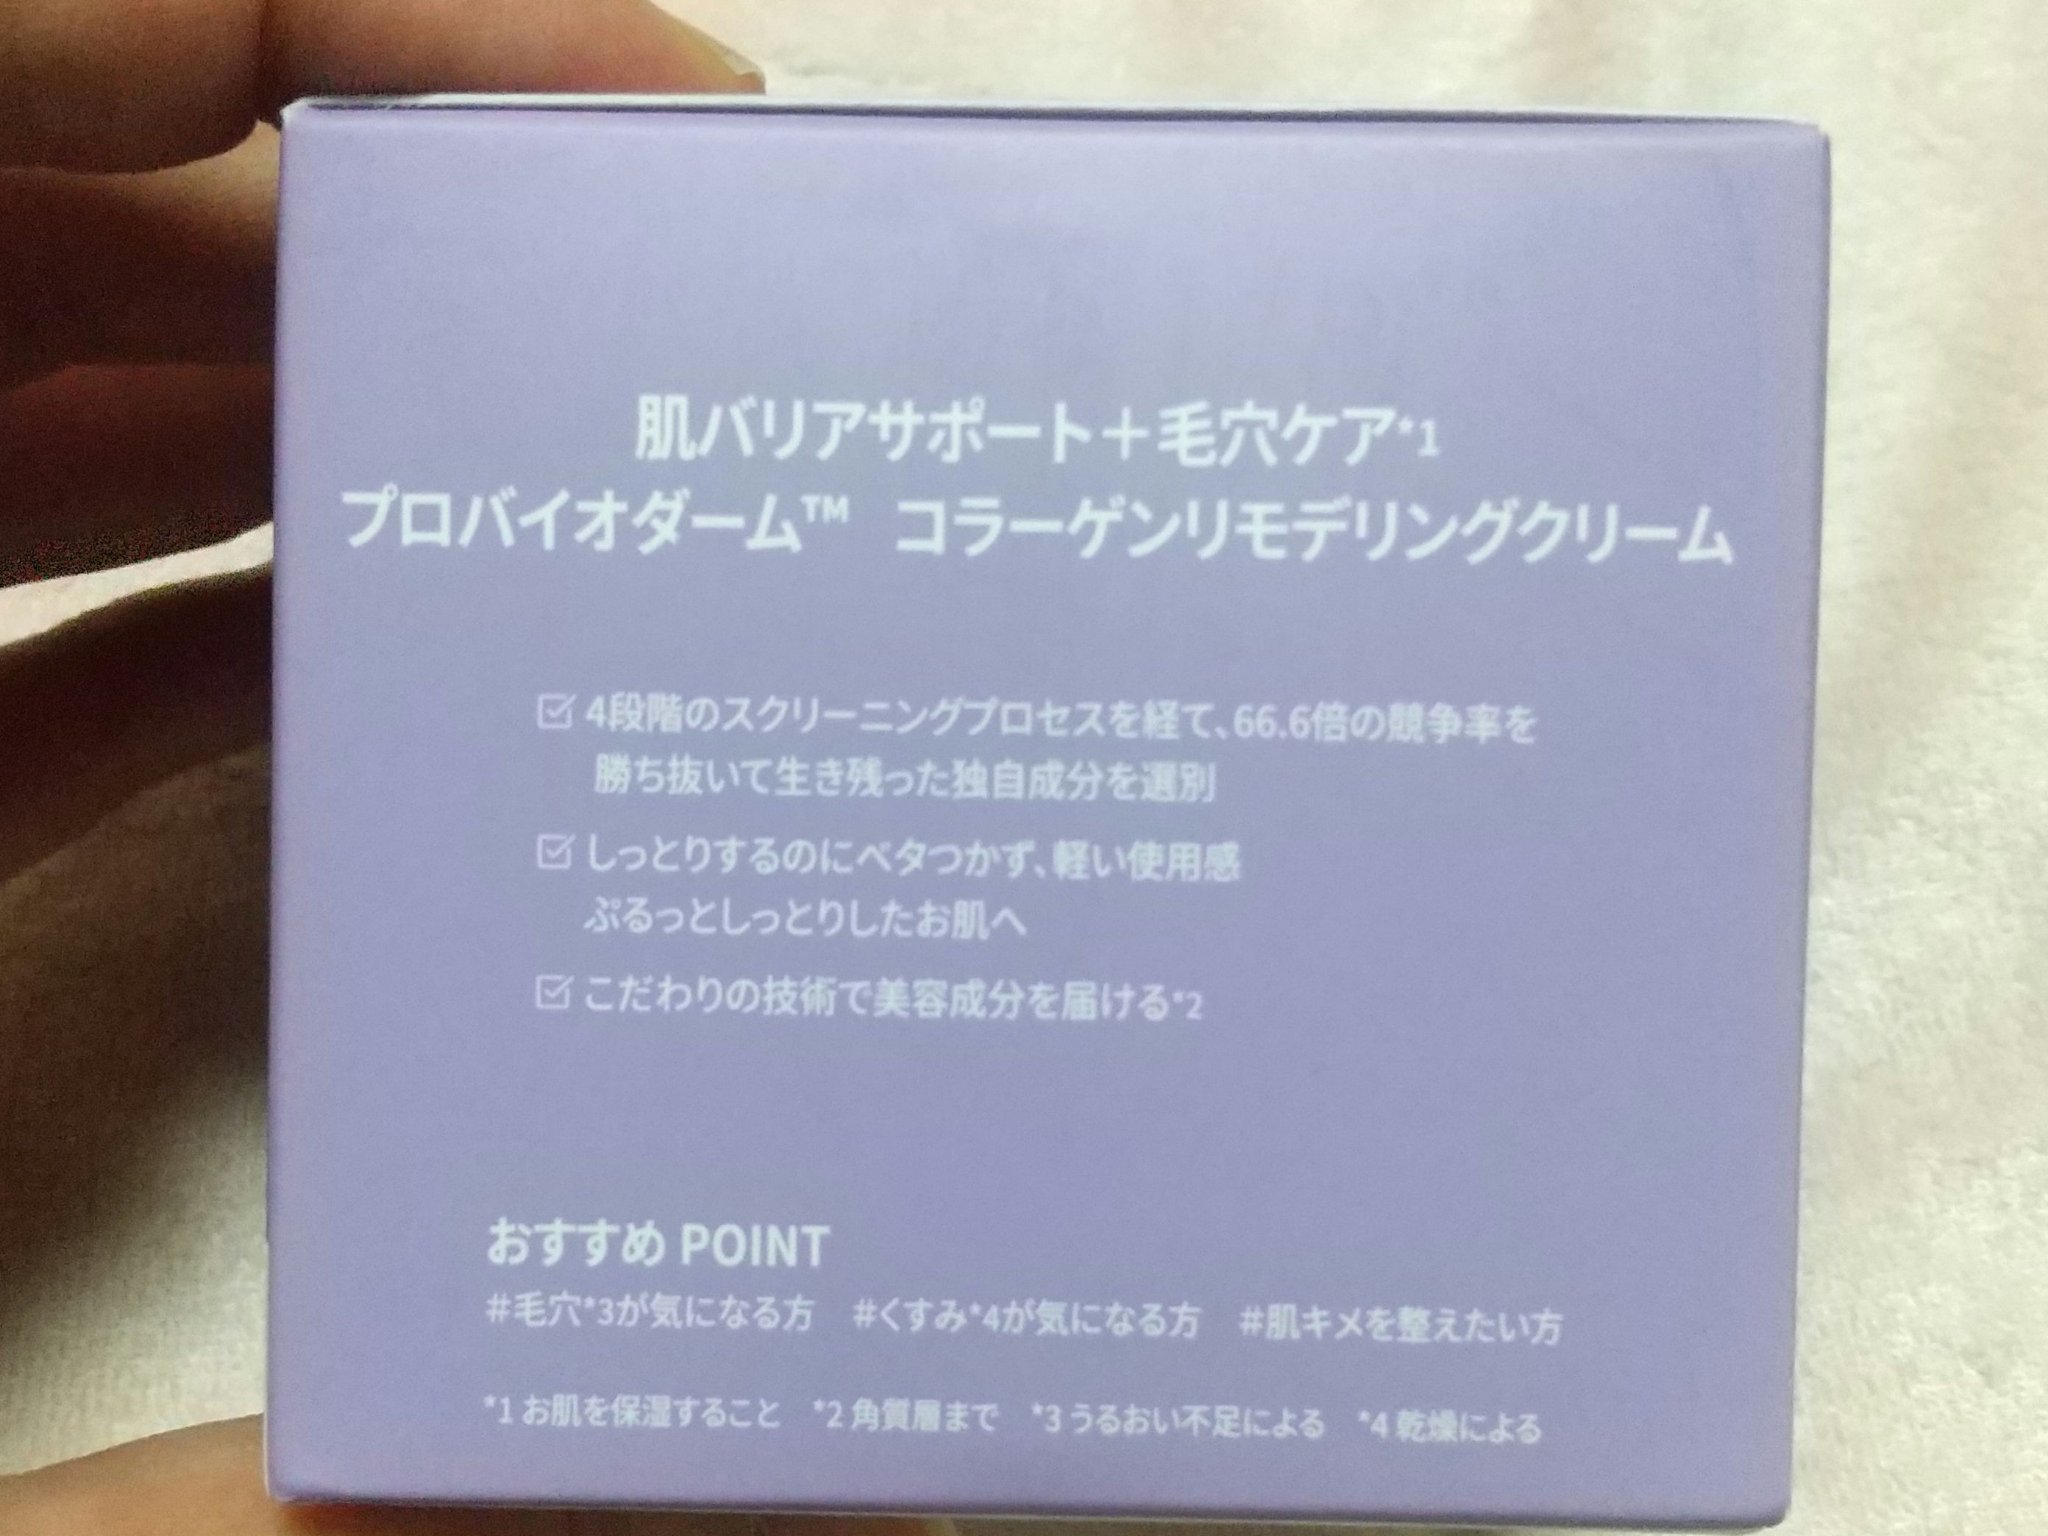 肌バリアサポート＋毛穴ケア*1
プロバイオダーム™ コラーゲンリモデリングクリーム
☑ 4段階のスクリーニングプロセスを経て、66.6倍の競争率を
勝ち抜いて生き残った独自成分を選別
☑ しっとりするのにベタつかず、軽い使用感
ぷるっとしっとりしたお肌へ
☑ こだわりの技術で美容成分を届ける*2
おすすめ POINT
#毛穴*3が気になる方 #くすみ*4が気になる方 #肌キメを整えたい方
*1 お肌を保湿すること *2 角質層まで *3 うるおい不足による *4 乾燥による